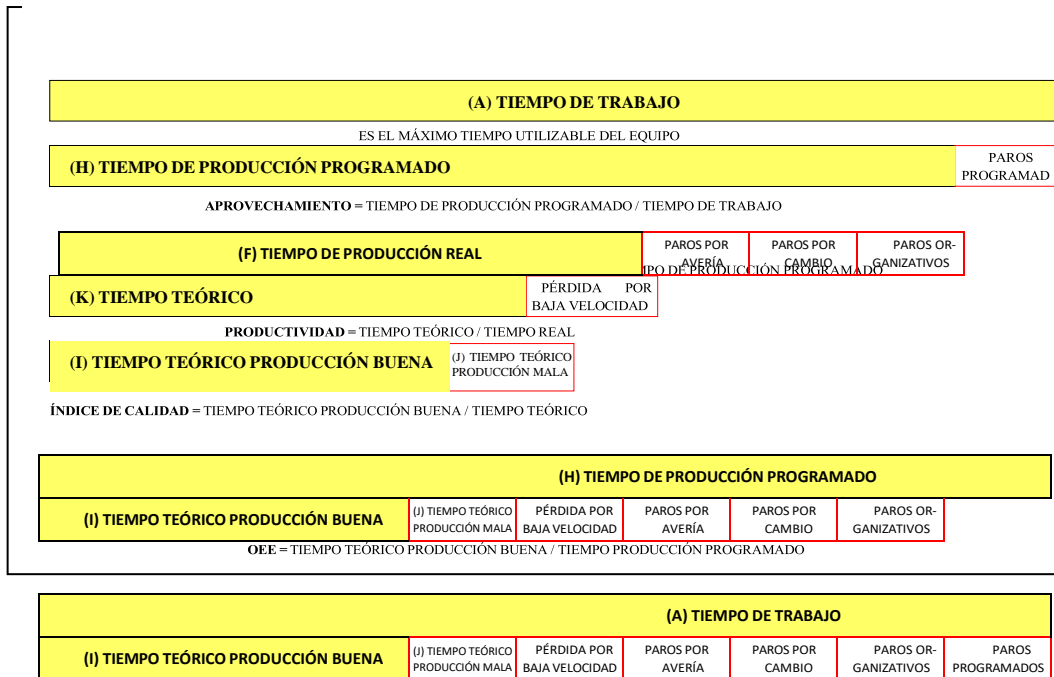 (A) TIEMPO DE TRABAJO
ES EL MÁXIMO TIEMPO UTILIZABLE DEL EQUIPO
(H) TIEMPO DE PRODUCCIÓN PROGRAMADO
PAROS
PROGRAMAD
APROVECHAMIENTO = TIEMPO DE PRODUCCIÓN PROGRAMADO / TIEMPO DE TRABAJO
(F) TIEMPO DE PRODUCCIÓN REAL
PAROS POR
AVERÍA
PAROS POR
CAMBIO
PAROS OR-
GANIZATIVOS
PO DE PRODUCCIÓN PROGRAMADO
(K) TIEMPO TEÓRICO
PÉRDIDA POR
BAJA VELOCIDAD
PRODUCTIVIDAD = TIEMPO TEÓRICO / TIEMPO REAL
(I) TIEMPO TEÓRICO PRODUCCIÓN BUENA
(J) TIEMPO TEÓRICO
PRODUCCIÓN MALA
ÍNDICE DE CALIDAD = TIEMPO TEÓRICO PRODUCCIÓN BUENA / TIEMPO TEÓRICO
(H) TIEMPO DE PRODUCCIÓN PROGRAMADO
(I) TIEMPO TEÓRICO PRODUCCIÓN BUENA
(J) TIEMPO TEÓRICO
PRODUCCIÓN MALA
PÉRDIDA POR
BAJA VELOCIDAD
PAROS POR
AVERÍA
PAROS POR
CAMBIO
PAROS OR-
GANIZATIVOS
OEE = TIEMPO TEÓRICO PRODUCCIÓN BUENA / TIEMPO PRODUCCIÓN PROGRAMADO
(A) TIEMPO DE TRABAJO
(I) TIEMPO TEÓRICO PRODUCCIÓN BUENA
(J) TIEMPO TEÓRICO
PRODUCCIÓN MALA
PÉRDIDA POR
BAJA VELOCIDAD
PAROS POR
AVERÍA
PAROS POR
CAMBIO
PAROS OR-
GANIZATIVOS
PAROS
PROGRAMADOS